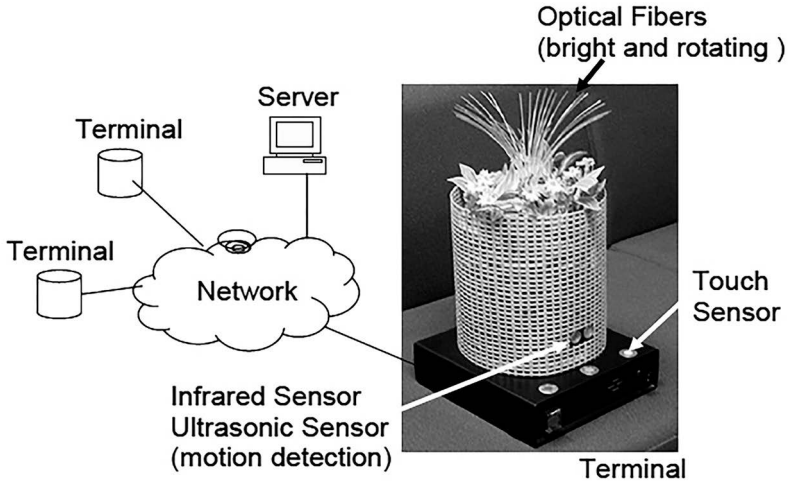 Optical Fibers
(bright and rotating )
Server
Terminal
Terminal
Network
Touch
Sensor
Infrared Sensor
Ultrasonic Sensor
(motion detection)
Terminal